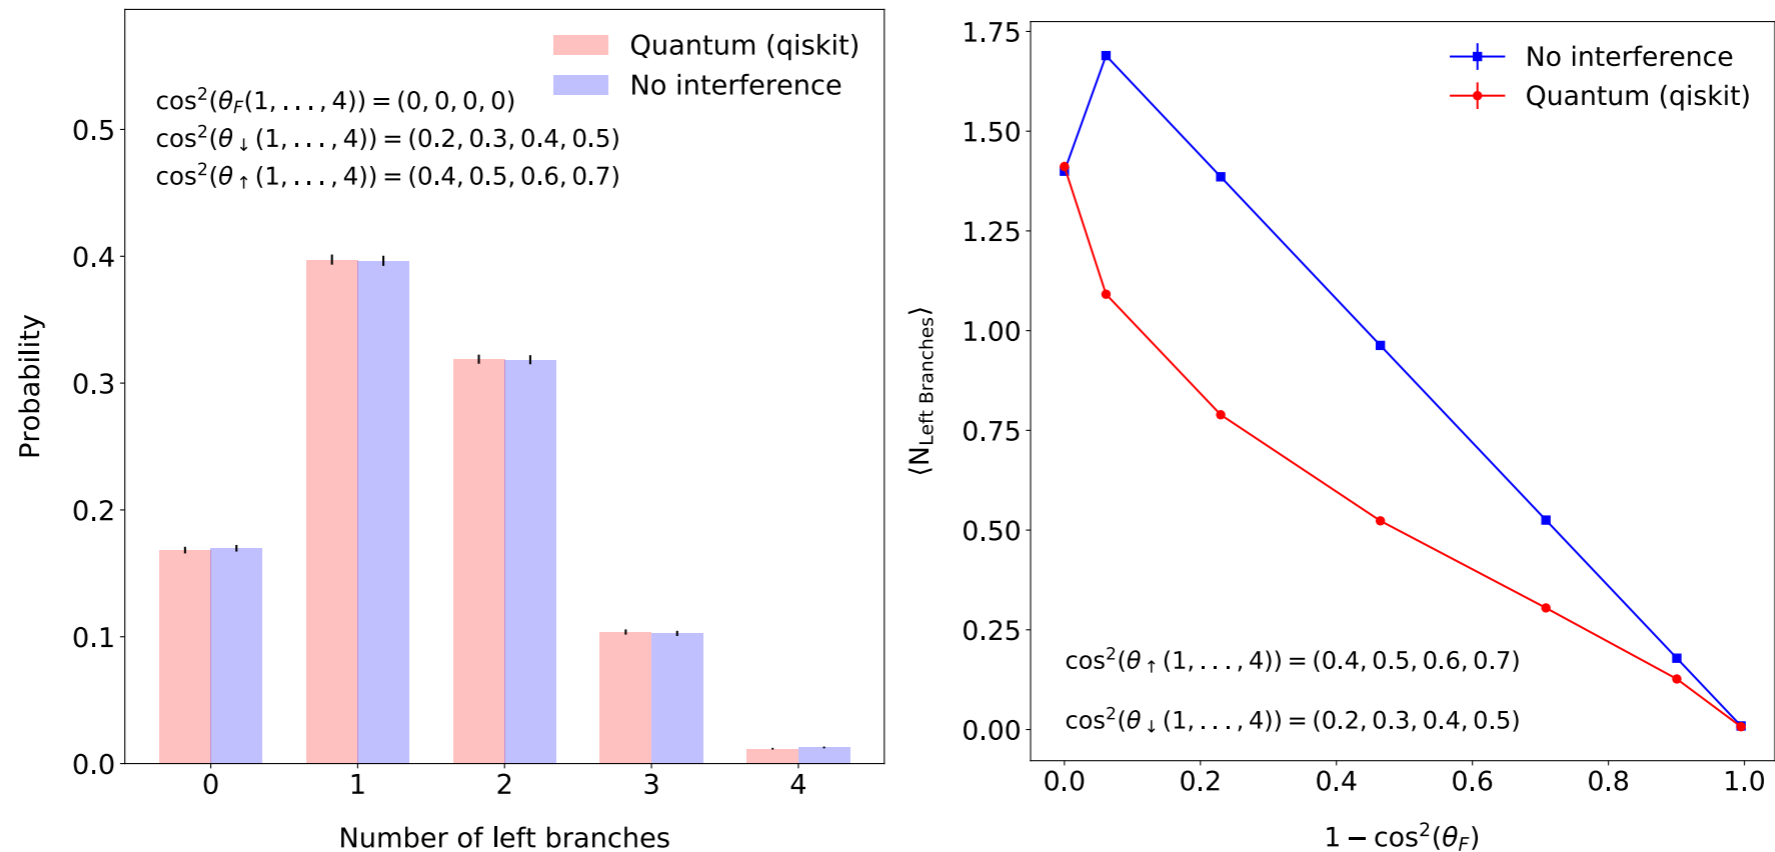 Quantum (qiskit)
No interference
cos²(θ_F(1, . . . , 4)) = (0, 0, 0, 0)
cos²(θ_↓(1, . . . , 4)) = (0.2, 0.3, 0.4, 0.5)
cos²(θ_↑(1, . . . , 4)) = (0.4, 0.5, 0.6, 0.7)
0.5
0.4
0.3
0.2
0.1
0.0
Probability
0 1 2 3 4
Number of left branches
No interference
Quantum (qiskit)
1.75
1.50
1.25
1.00
0.75
0.50
0.25
0.00
⟨N_Left Branches⟩
cos²(θ_↑(1, . . . , 4)) = (0.4, 0.5, 0.6, 0.7)
cos²(θ_↓(1, . . . , 4)) = (0.2, 0.3, 0.4, 0.5)
0.0 0.2 0.4 0.6 0.8 1.0
1 − cos²(θ_F)